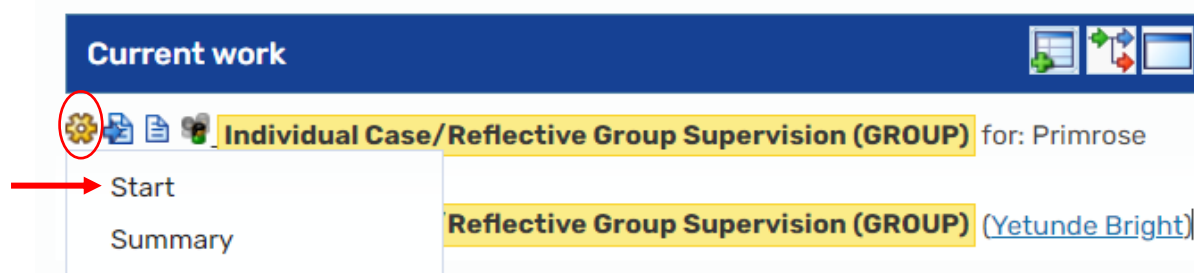 Current work
Individual Case/Reflective Group Supervision (GROUP) for: Primrose
Start
/Reflective Group Supervision (GROUP) (Yetunde Bright)
Summary